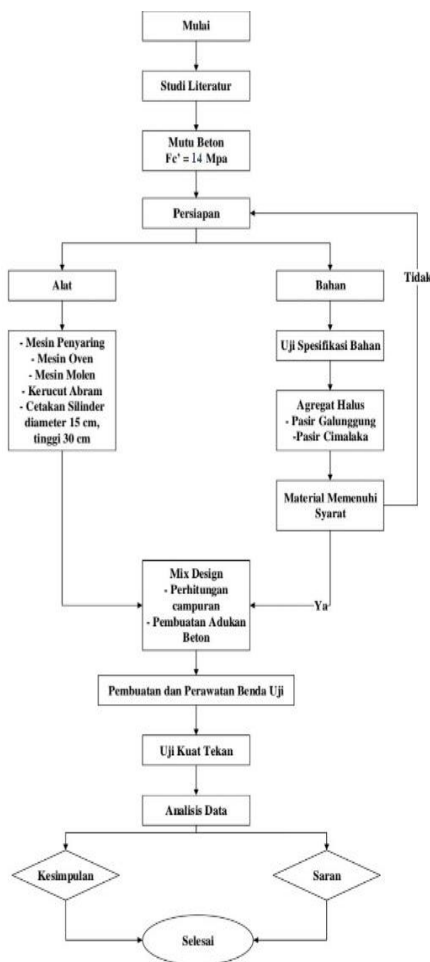 Mulai
Studi Literatur
Mutu Beton
Fc' = 14 Mpa
Persiapan
Tidak
Alat
Bahan
- Mesin Penyaring
- Mesin Oven
- Mesin Molen
- Kerucut Abram
- Cetakan Silinder
diameter 15 cm,
tinggi 30 cm
Uji Spesifikasi Bahan
Agregat Halus
- Pasir Galunggung
-Pasir Cimalaka
Material Memenuhi
Syarat
Mix Design
- Perhitungan
campuran
- Pembuatan Adukan
Beton
Ya
Pembuatan dan Perawatan Benda Uji
Uji Kuat Tekan
Analisis Data
Kesimpulan
Saran
Selesai